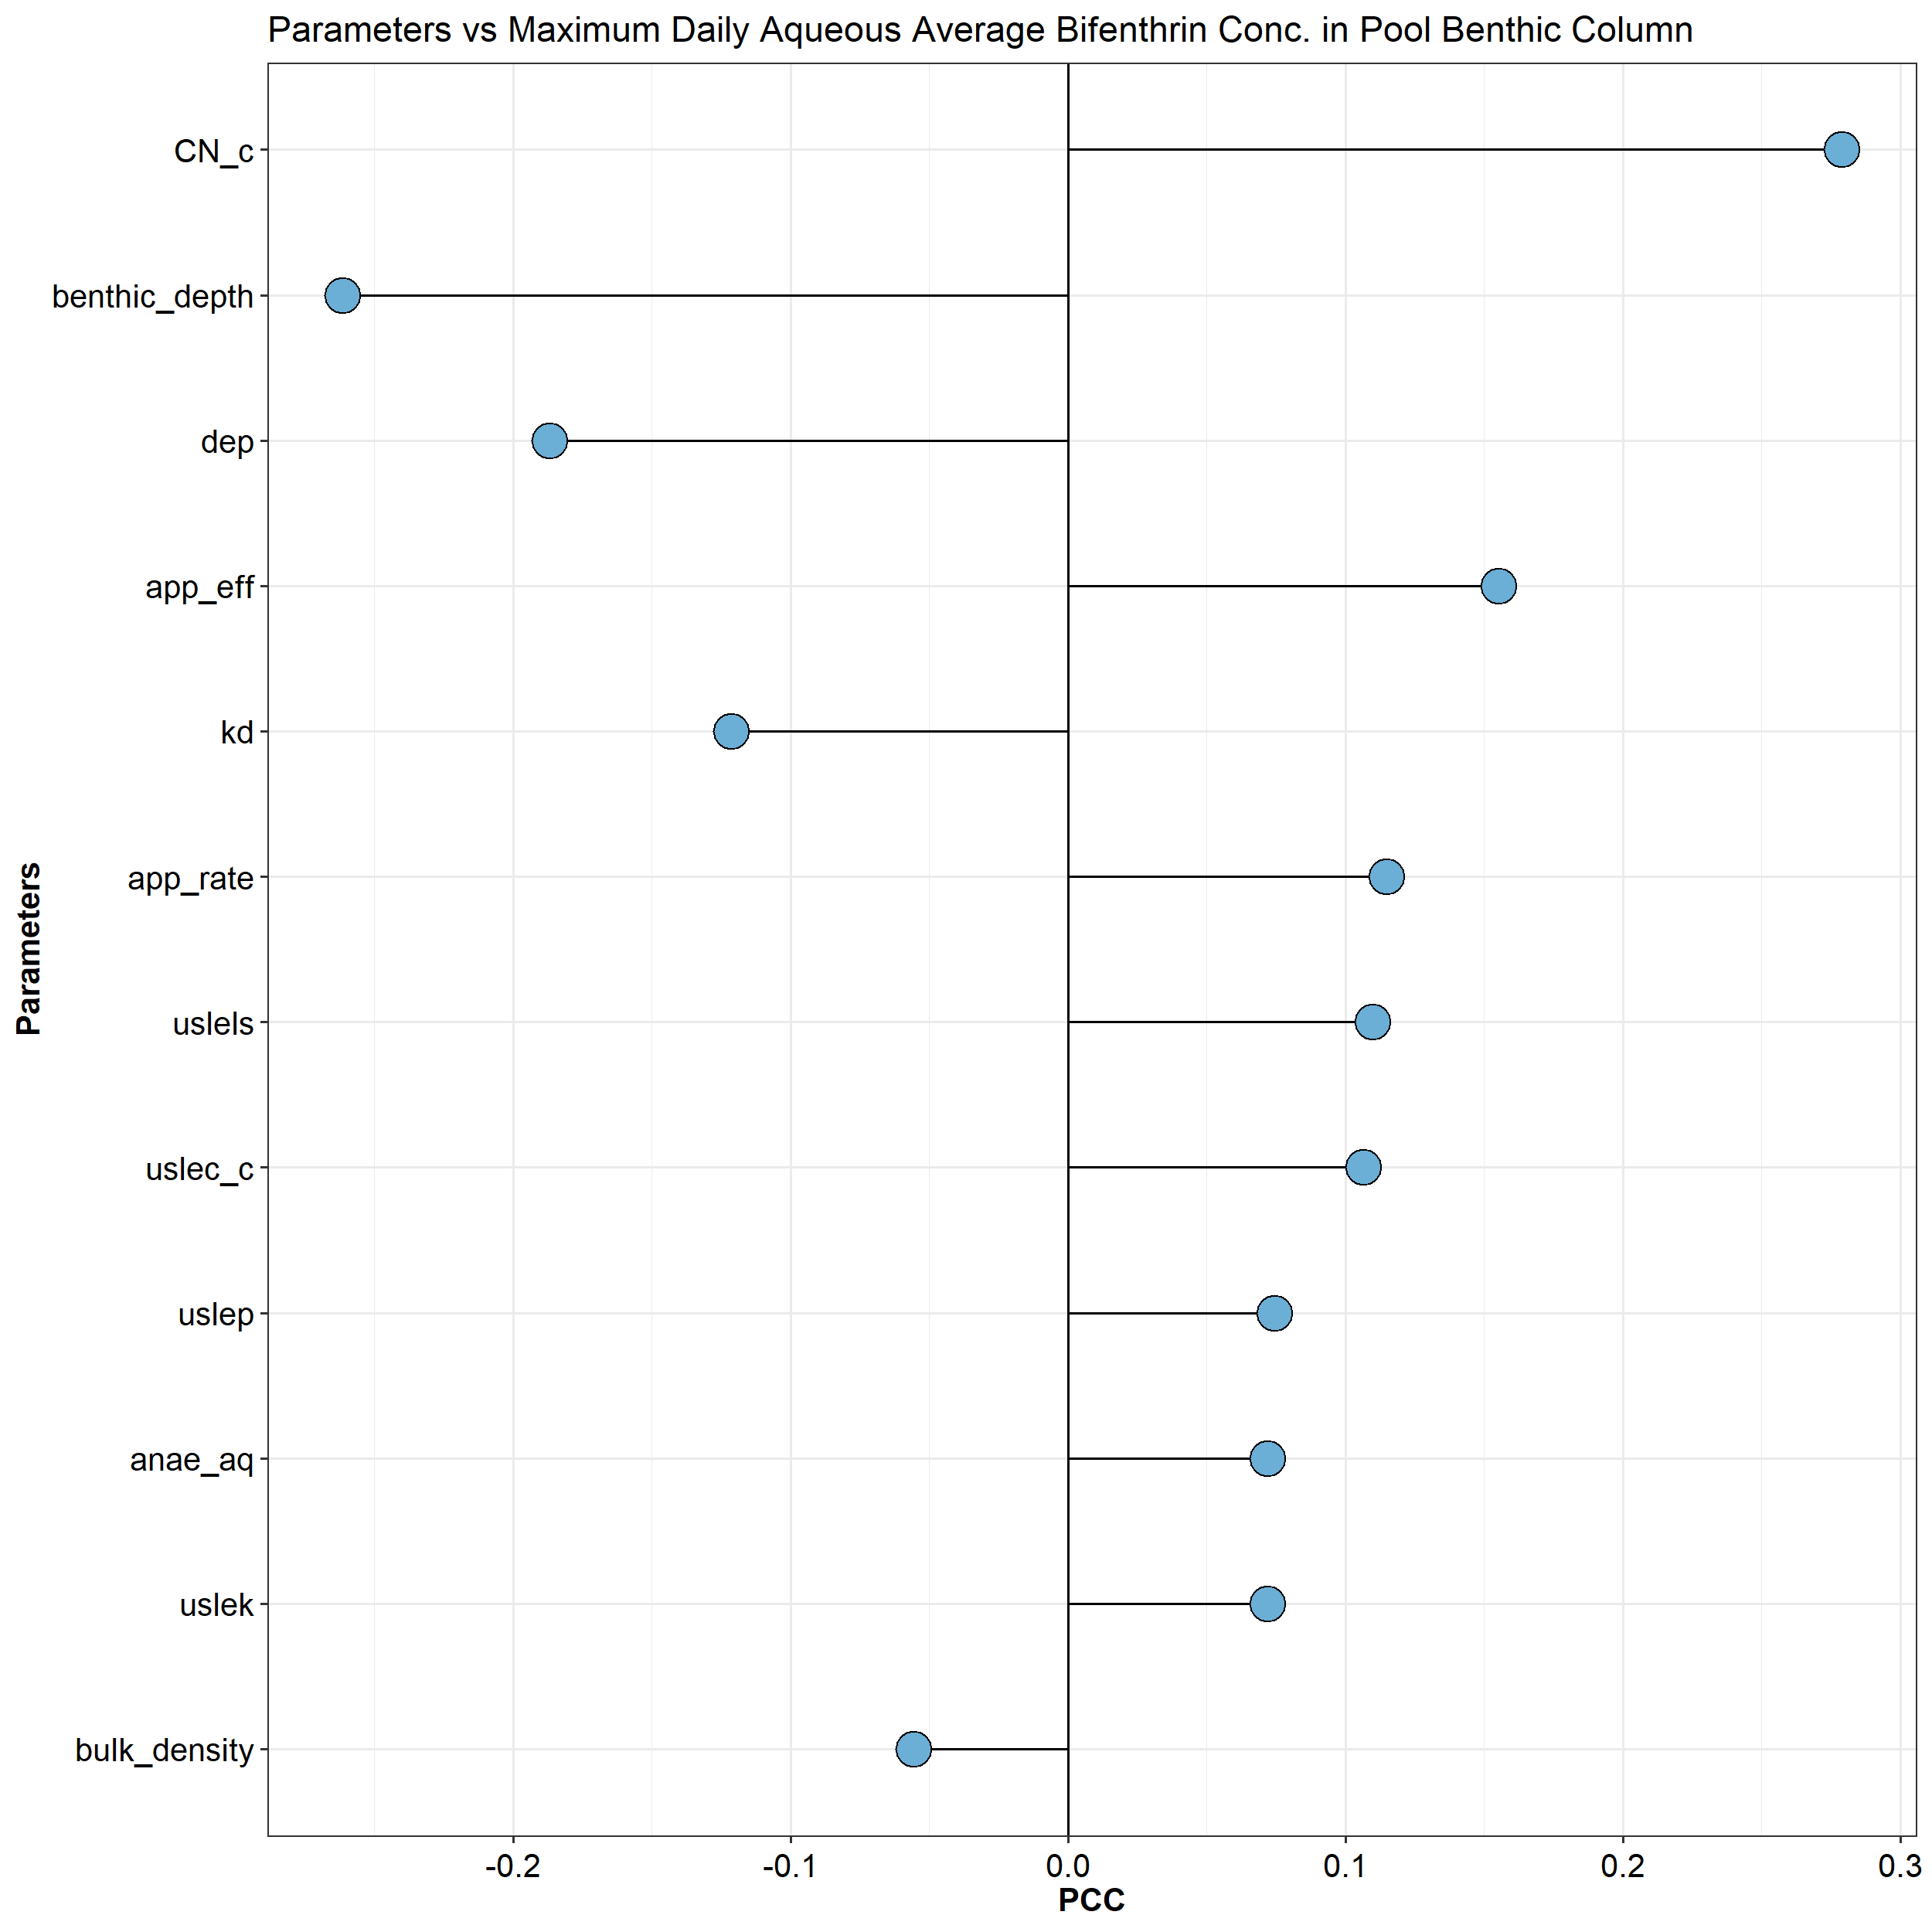 Parameters vs Maximum Daily Aqueous Average Bifenthrin Conc. in Pool Benthic Column
Parameters
CN_c
benthic_depth
dep
app_eff
kd
app_rate
uslels
uslec_c
uslep
anae_aq
uslek
bulk_density
-0.2
-0.1
0.0
0.1
0.2
0.3
PCC